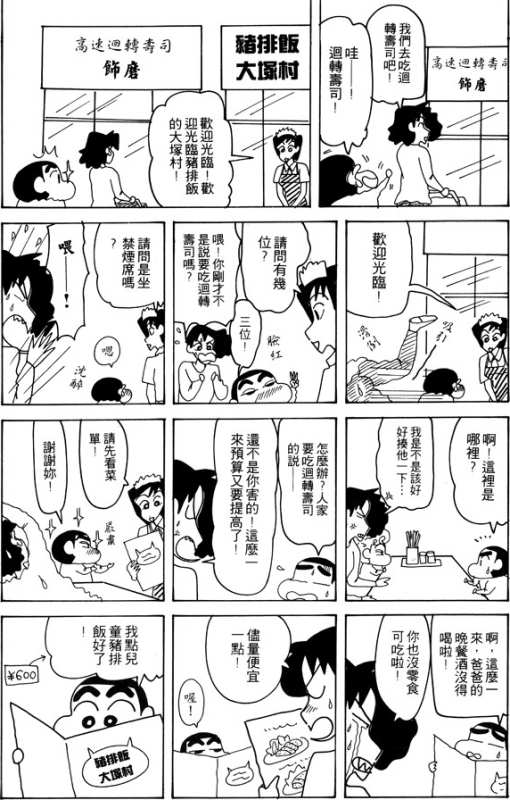 高速迴轉壽司
飾磨
我們去吃迴
轉壽司吧!
哇——!
迴轉壽司!
豬排飯
大塚村
高速迴轉壽司
飾磨
歡迎光臨!歡
迎光臨豬排飯
的大塚村!
歡迎光臨!
吸引
滑倒
請問有幾
位?
三位!
臉紅
喂!你剛才不
是說要吃迴轉
壽司嗎?
請問是坐
禁煙席嗎
?
嗯
喂——!
啊!這裡是
哪裡?
我是不是該好
好揍他一下…
怎麼辦?人家
要吃迴轉壽司
的說!
還不是你害的!這麼一
來預算又要提高了!
請先看菜
單!
嚴肅
謝謝妳!
啊,這麼一
來,爸爸的
晚餐酒沒得
喝啦!
你也沒零食
可吃啦!
儘量便宜
一點!
喔!
我點兒
童豬排
飯好了
¥600
豬排飯
大塚村